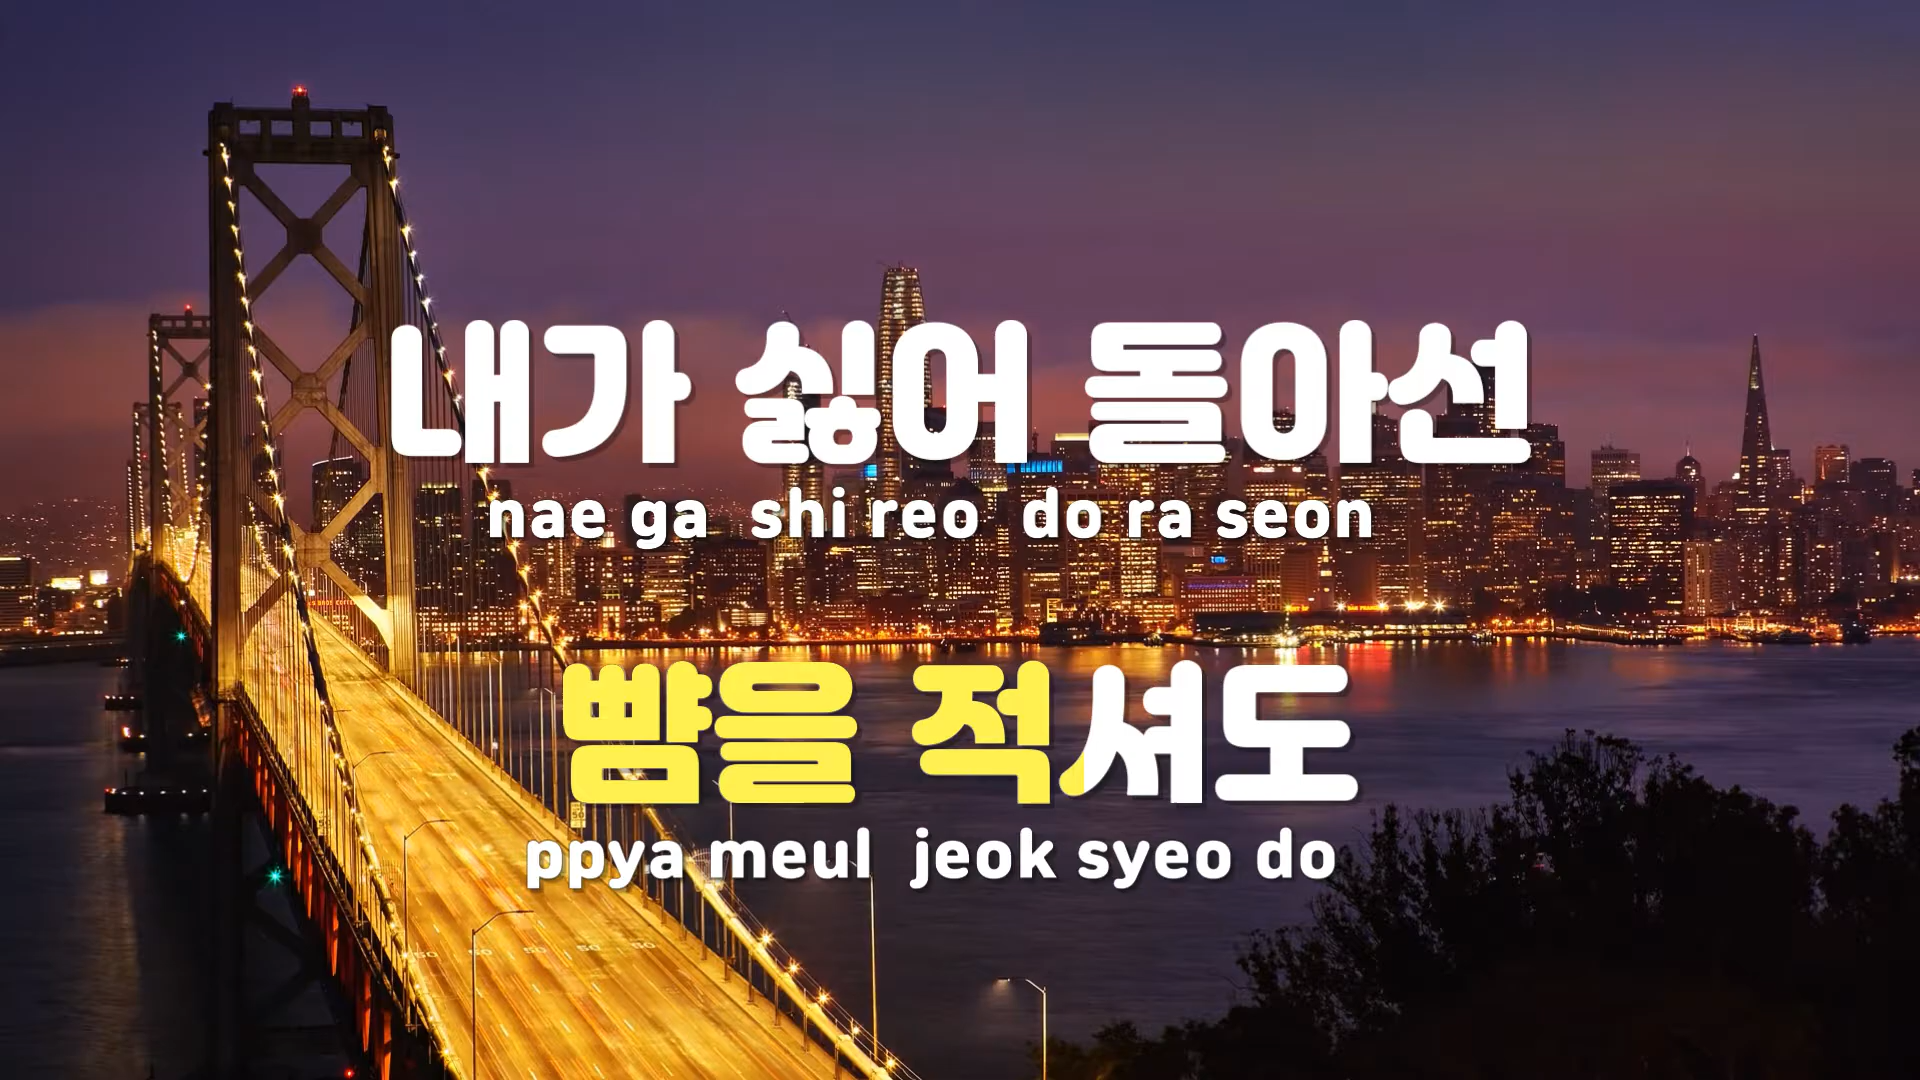 내가 싫어 돌아선
nae ga shi reo do ra seon
뺨을 적셔도
ppya meul jeok syeo do